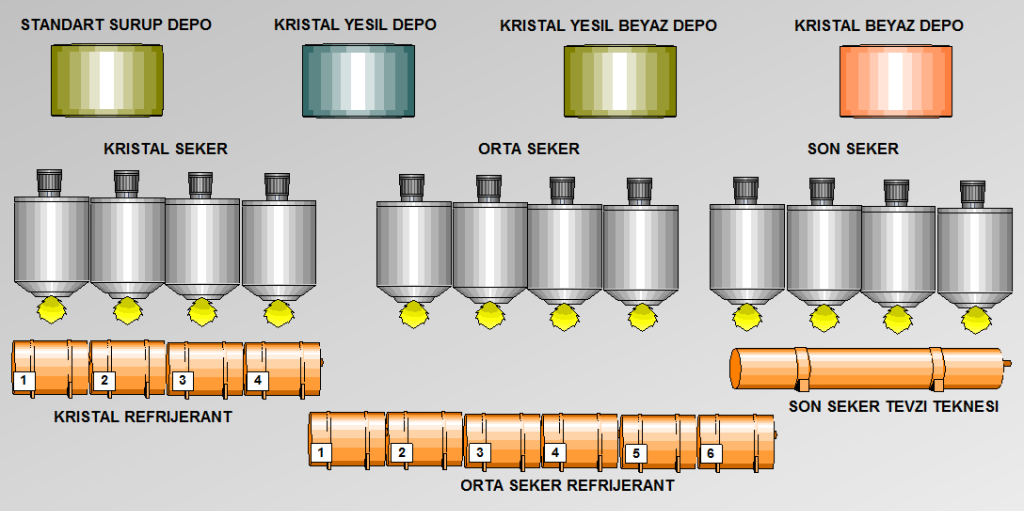 STANDART SURUP DEPO
KRISTAL YESIL DEPO
KRISTAL YESIL BEYAZ DEPO
KRISTAL BEYAZ DEPO
KRISTAL SEKER
ORTA SEKER
SON SEKER
1 2 3 4
KRISTAL REFRIJERANT
SON SEKER TEVZI TEKNESI
1 2 3 4 5 6
ORTA SEKER REFRIJERANT